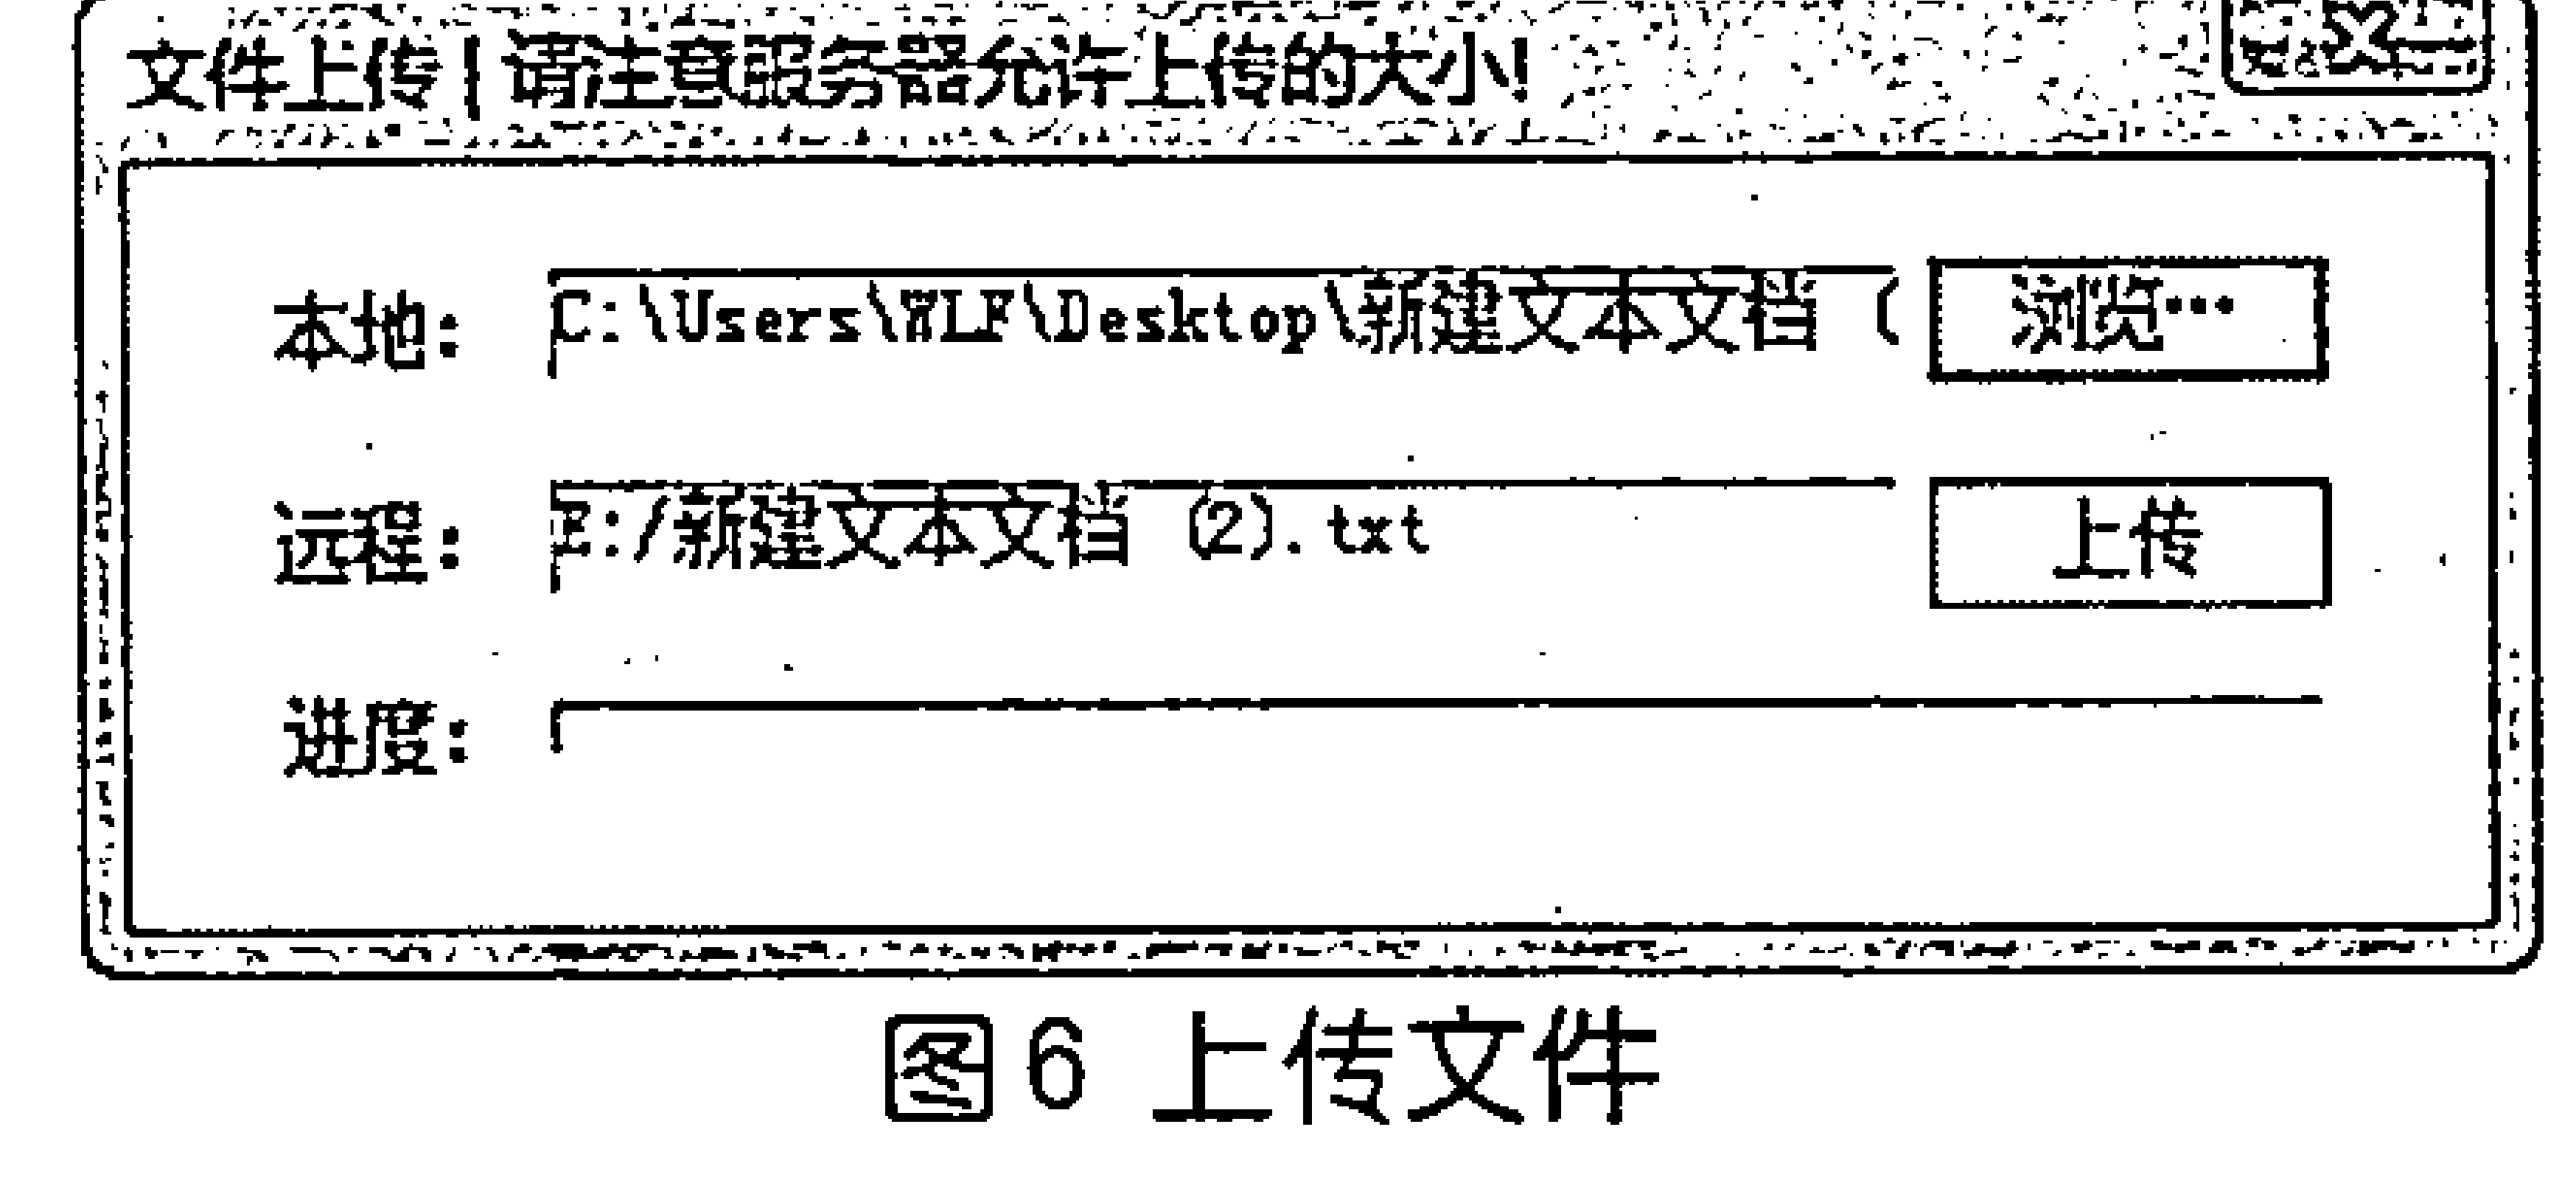 文件上传|请注意服务器允许上传的大小!
本地: C:\Users\WLF\Desktop\新建文本文档 ( 浏览…
远程: E:/新建文本文档 (2).txt 上传
进度:
图6 上传文件